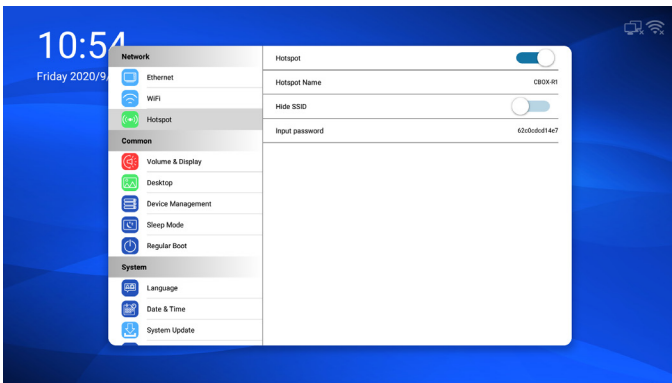 10:54
Friday 2020/9/
Network
Ethernet
WiFi
Hotspot
Common
Volume & Display
Desktop
Device Management
Sleep Mode
Regular Boot
System
Language
Date & Time
System Update
Hotspot
Hotspot Name CBOX-R1
Hide SSID
Input password 62c0cdcd14e7